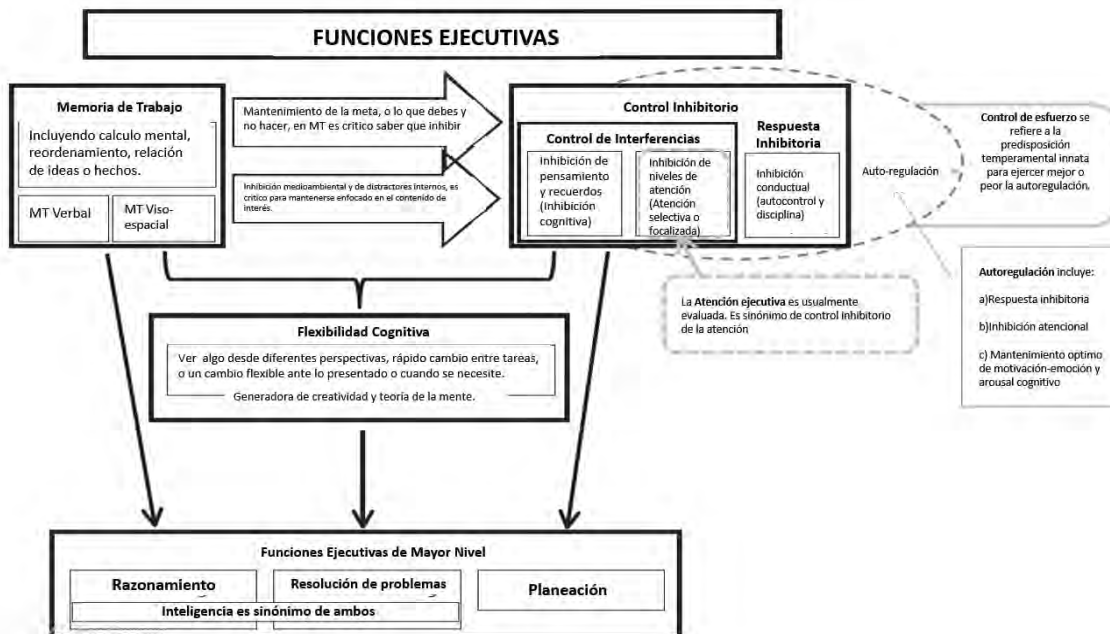 FUNCIONES EJECUTIVAS
Memoria de Trabajo
Incluyendo calculo mental,
reordenamiento, relación
de ideas o hechos.
MT Verbal
MT Viso-
espacial
Mantenimiento de la meta, o lo que debes y
no hacer, en MT es critico saber que inhibir
Inhibición medioambiental y de distractores internos, es
critico para mantenerse enfocado en el contenido de
interés.
Control Inhibitorio
Control de Interferencias
Inhibición de
pensamiento
y recuerdos
(Inhibición
cognitiva)
Inhibición de
niveles de
atención
(Atención
selectiva o
focalizada)
Respuesta
Inhibitoria
Inhibición
conductual
(autocontrol y
disciplina)
Auto-regulación
Control de esfuerzo se
refiere a la
predisposición
temperamental innata
para ejercer mejor o
peor la autoregulación.
La Atención ejecutiva es usualmente
evaluada. Es sinónimo de control inhibitorio
de la atención
Autoregulación incluye:
a)Respuesta inhibitoria
b)Inhibición atencional
c) Mantenimiento optimo
de motivación-emoción y
arousal cognitivo
Flexibilidad Cognitiva
Ver algo desde diferentes perspectivas, rápido cambio entre tareas,
o un cambio flexible ante lo presentado o cuando se necesite.
Generadora de creatividad y teoría de la mente.
Funciones Ejecutivas de Mayor Nivel
Razonamiento
Resolución de problemas
Planeación
Inteligencia es sinónimo de ambos